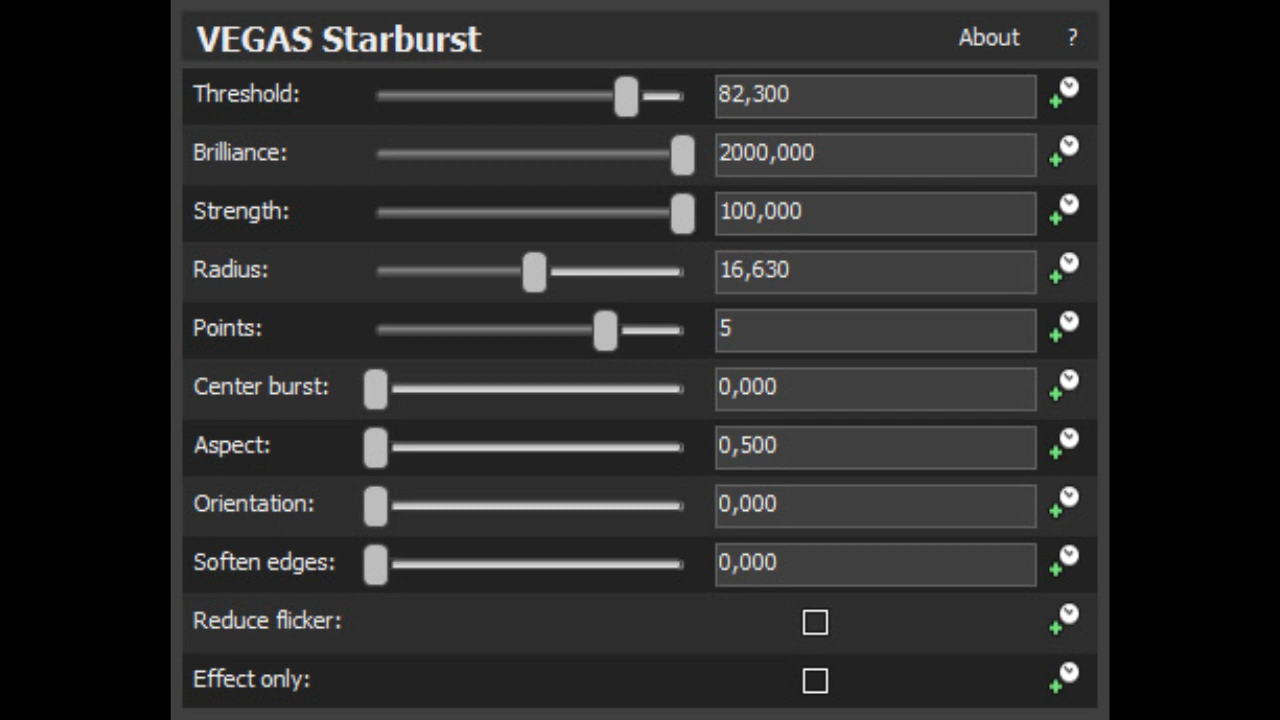 VEGAS Starburst About ?
Threshold: 82,300
Brilliance: 2000,000
Strength: 100,000
Radius: 16,630
Points: 5
Center burst: 0,000
Aspect: 0,500
Orientation: 0,000
Soften edges: 0,000
Reduce flicker:
Effect only: